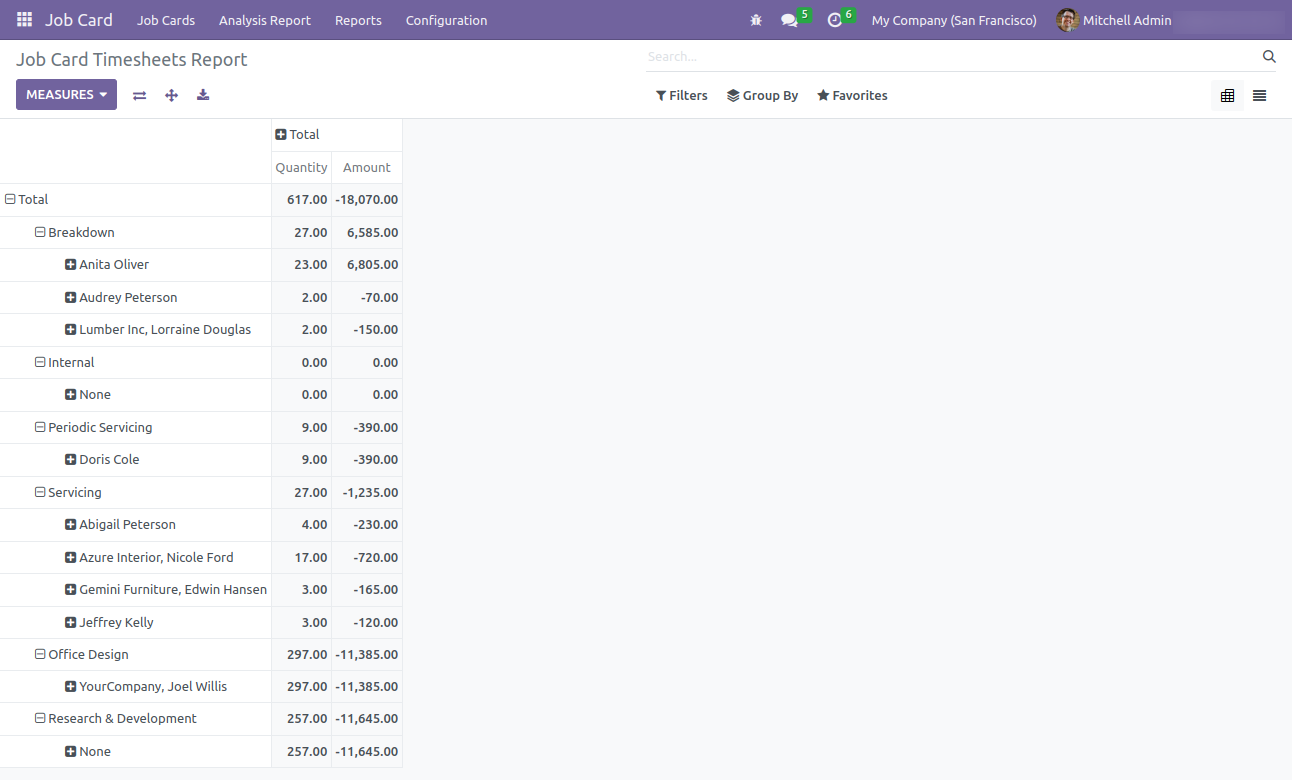 Job Card Job Cards Analysis Report Reports Configuration 5 6 My Company (San Francisco) Mitchell Admin
Job Card Timesheets Report Search...
MEASURES Filters Group By Favorites
Total
Quantity Amount
Total 617.00 -18,070.00
Breakdown 27.00 6,585.00
Anita Oliver 23.00 6,805.00
Audrey Peterson 2.00 -70.00
Lumber Inc, Lorraine Douglas 2.00 -150.00
Internal 0.00 0.00
None 0.00 0.00
Periodic Servicing 9.00 -390.00
Doris Cole 9.00 -390.00
Servicing 27.00 -1,235.00
Abigail Peterson 4.00 -230.00
Azure Interior, Nicole Ford 17.00 -720.00
Gemini Furniture, Edwin Hansen 3.00 -165.00
Jeffrey Kelly 3.00 -120.00
Office Design 297.00 -11,385.00
YourCompany, Joel Willis 297.00 -11,385.00
Research & Development 257.00 -11,645.00
None 257.00 -11,645.00